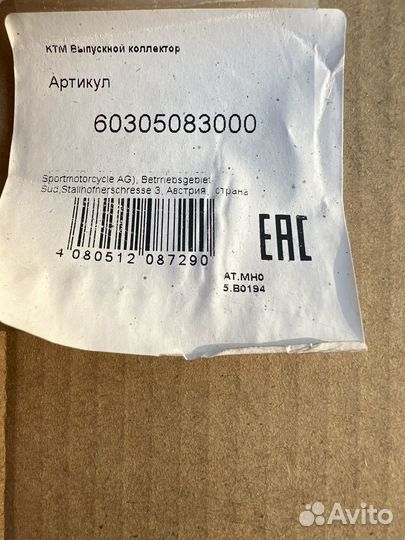 KTM Выпускной коллектор
Артикул
60305083000
Sportmotorcycle AG), Betrriebsgebiet
Sud,Stallhofnerschresse 3, Австрия страна
EAC
4 080512 087290
AT.MH0
5.B0194
Avito